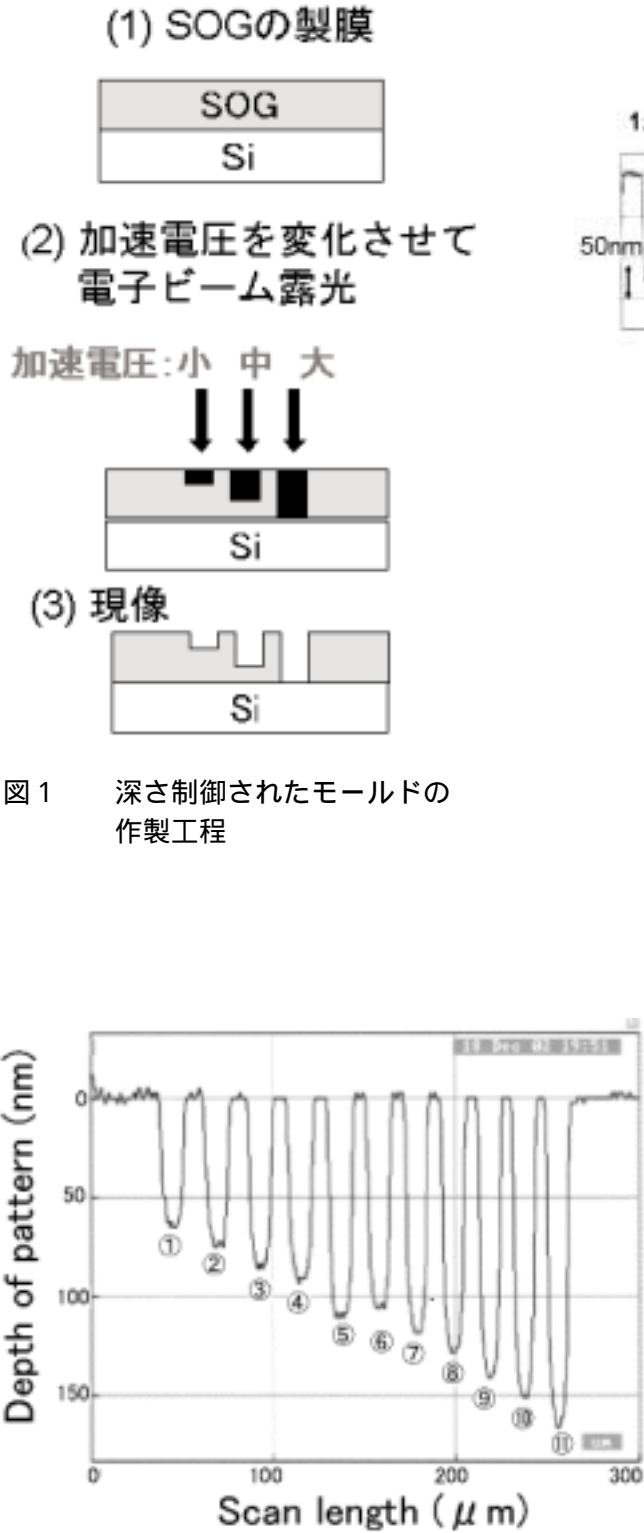 (1) SOGの製膜
SOG
Si
(2) 加速電圧を変化させて
電子ビーム露光
加速電圧:小 中 大
Si
(3) 現像
Si
図1 深さ制御されたモールドの
作製工程
1.
50nm
Depth of pattern (nm)
0
50
100
150
① ② ③ ④ ⑤ ⑥ ⑦ ⑧ ⑨ ⑩ ⑪
0 100 200 300
Scan length (μm)